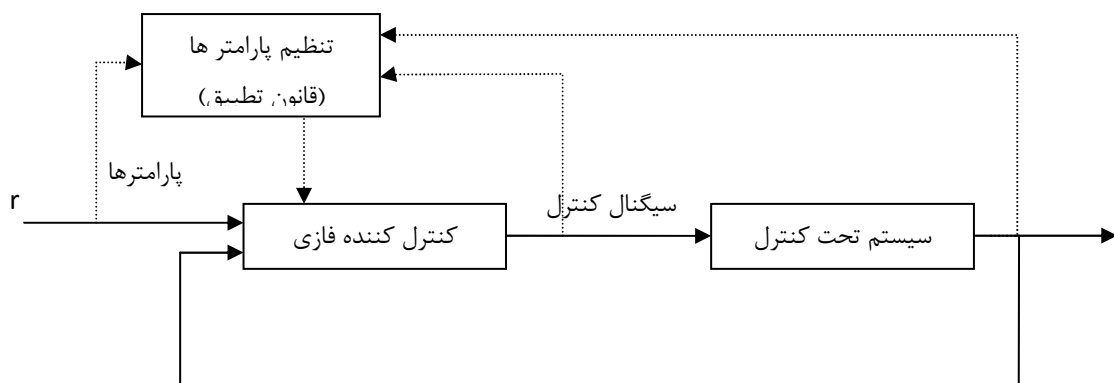 تنظیم پارامتر ها
(قانون تطبیق)
پارامترها
r
سیگنال کنترل
کنترل کننده فازی
سیستم تحت کنترل